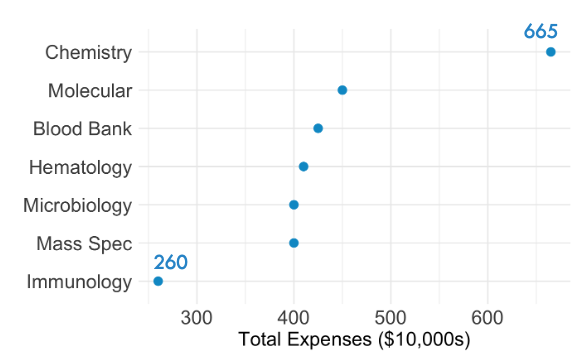 665
Chemistry
Molecular
Blood Bank
Hematology
Microbiology
Mass Spec
260
Immunology
300 400 500 600
Total Expenses ($10,000s)